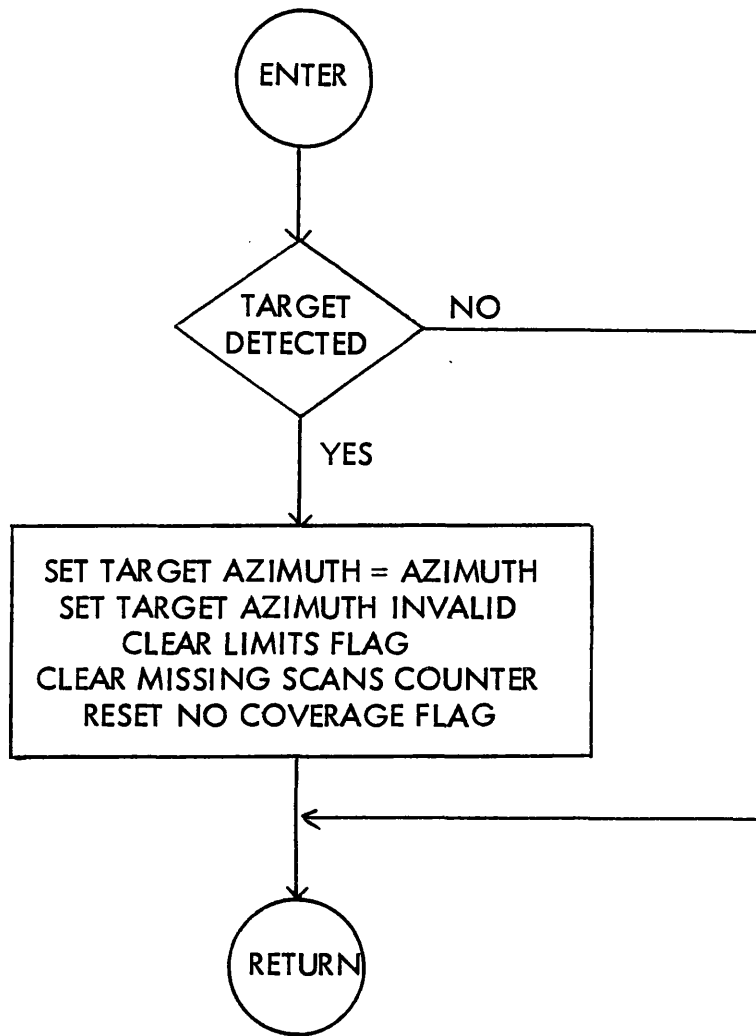 ENTER
TARGET
DETECTED
NO
YES
SET TARGET AZIMUTH = AZIMUTH
SET TARGET AZIMUTH INVALID
CLEAR LIMITS FLAG
CLEAR MISSING SCANS COUNTER
RESET NO COVERAGE FLAG
RETURN